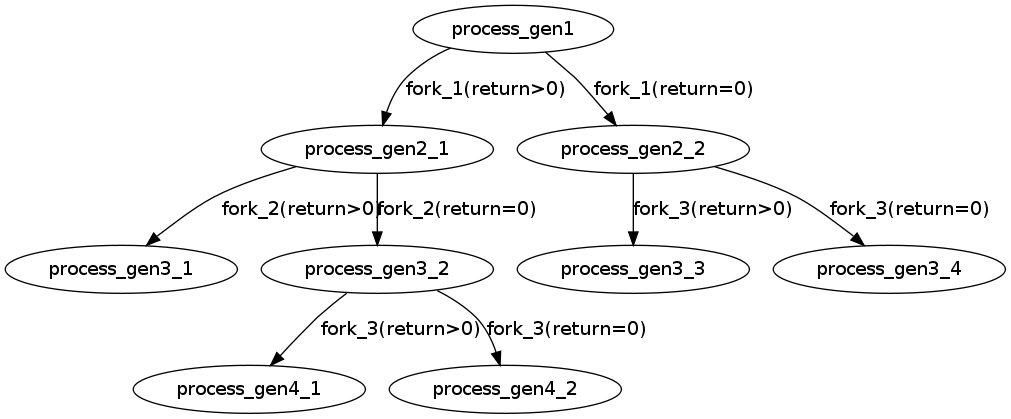 process_gen1
fork_1(return>0)
fork_1(return=0)
process_gen2_1
process_gen2_2
fork_2(return>0)
fork_2(return=0)
fork_3(return>0)
fork_3(return=0)
process_gen3_1
process_gen3_2
process_gen3_3
process_gen3_4
fork_3(return>0)
fork_3(return=0)
process_gen4_1
process_gen4_2